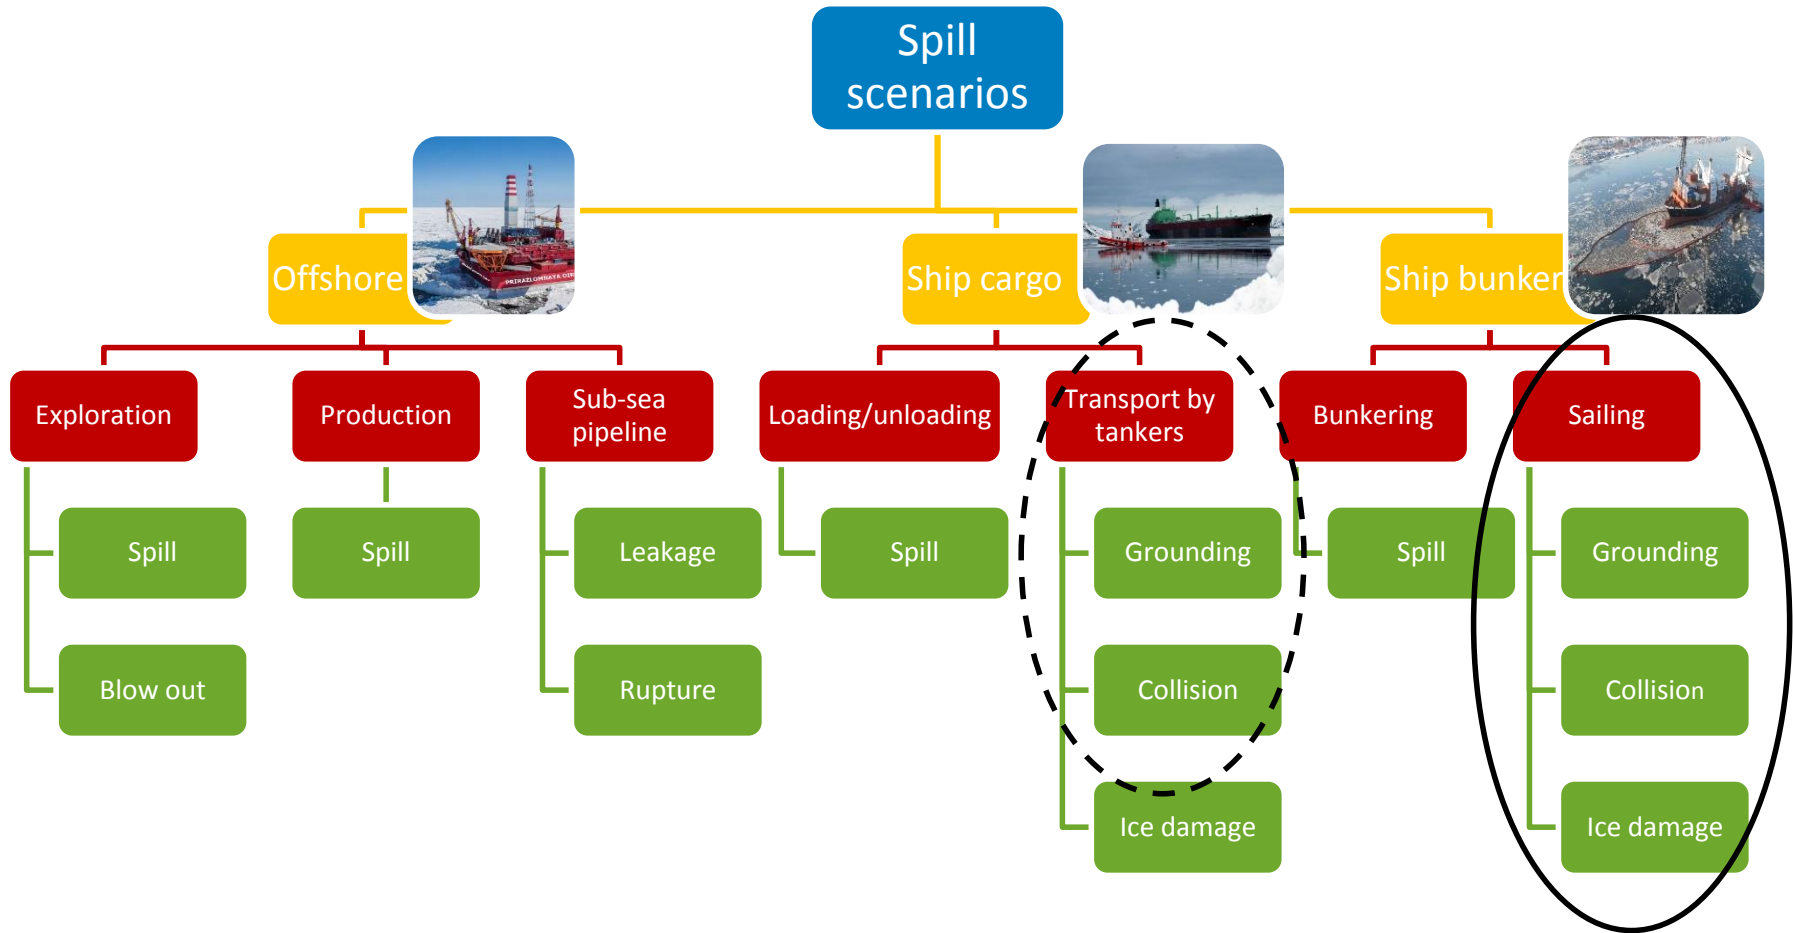 Spill
scenarios
Offshore
PRIRAZLOMNAYA
Ship cargo
Ship bunker
Exploration
Production
Sub-sea
pipeline
Loading/unloading
Transport by
tankers
Bunkering
Sailing
Spill
Spill
Leakage
Spill
Grounding
Spill
Grounding
Blow out
Rupture
Collision
Collision
Ice damage
Ice damage